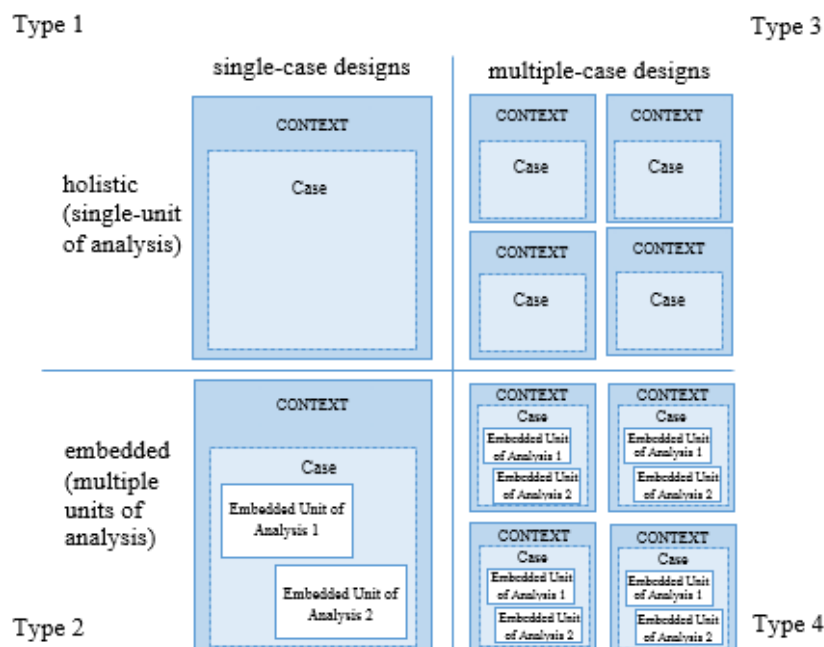 Type 1
Type 3
single-case designs
multiple-case designs
holistic
(single-unit
of analysis)
CONTEXT
Case
CONTEXT
Case
CONTEXT
Case
CONTEXT
Case
CONTEXT
Case
embedded
(multiple
units of
analysis)
CONTEXT
Case
Embedded Unit of
Analysis 1
Embedded Unit of
Analysis 2
CONTEXT
Case
Embedded Unit
of Analysis 1
Embedded Unit
of Analysis 2
CONTEXT
Case
Embedded Unit
of Analysis 1
Embedded Unit
of Analysis 2
CONTEXT
Case
Embedded Unit
of Analysis 1
Embedded Unit
of Analysis 2
CONTEXT
Case
Embedded Unit
of Analysis 1
Embedded Unit
of Analysis 2
Type 2
Type 4